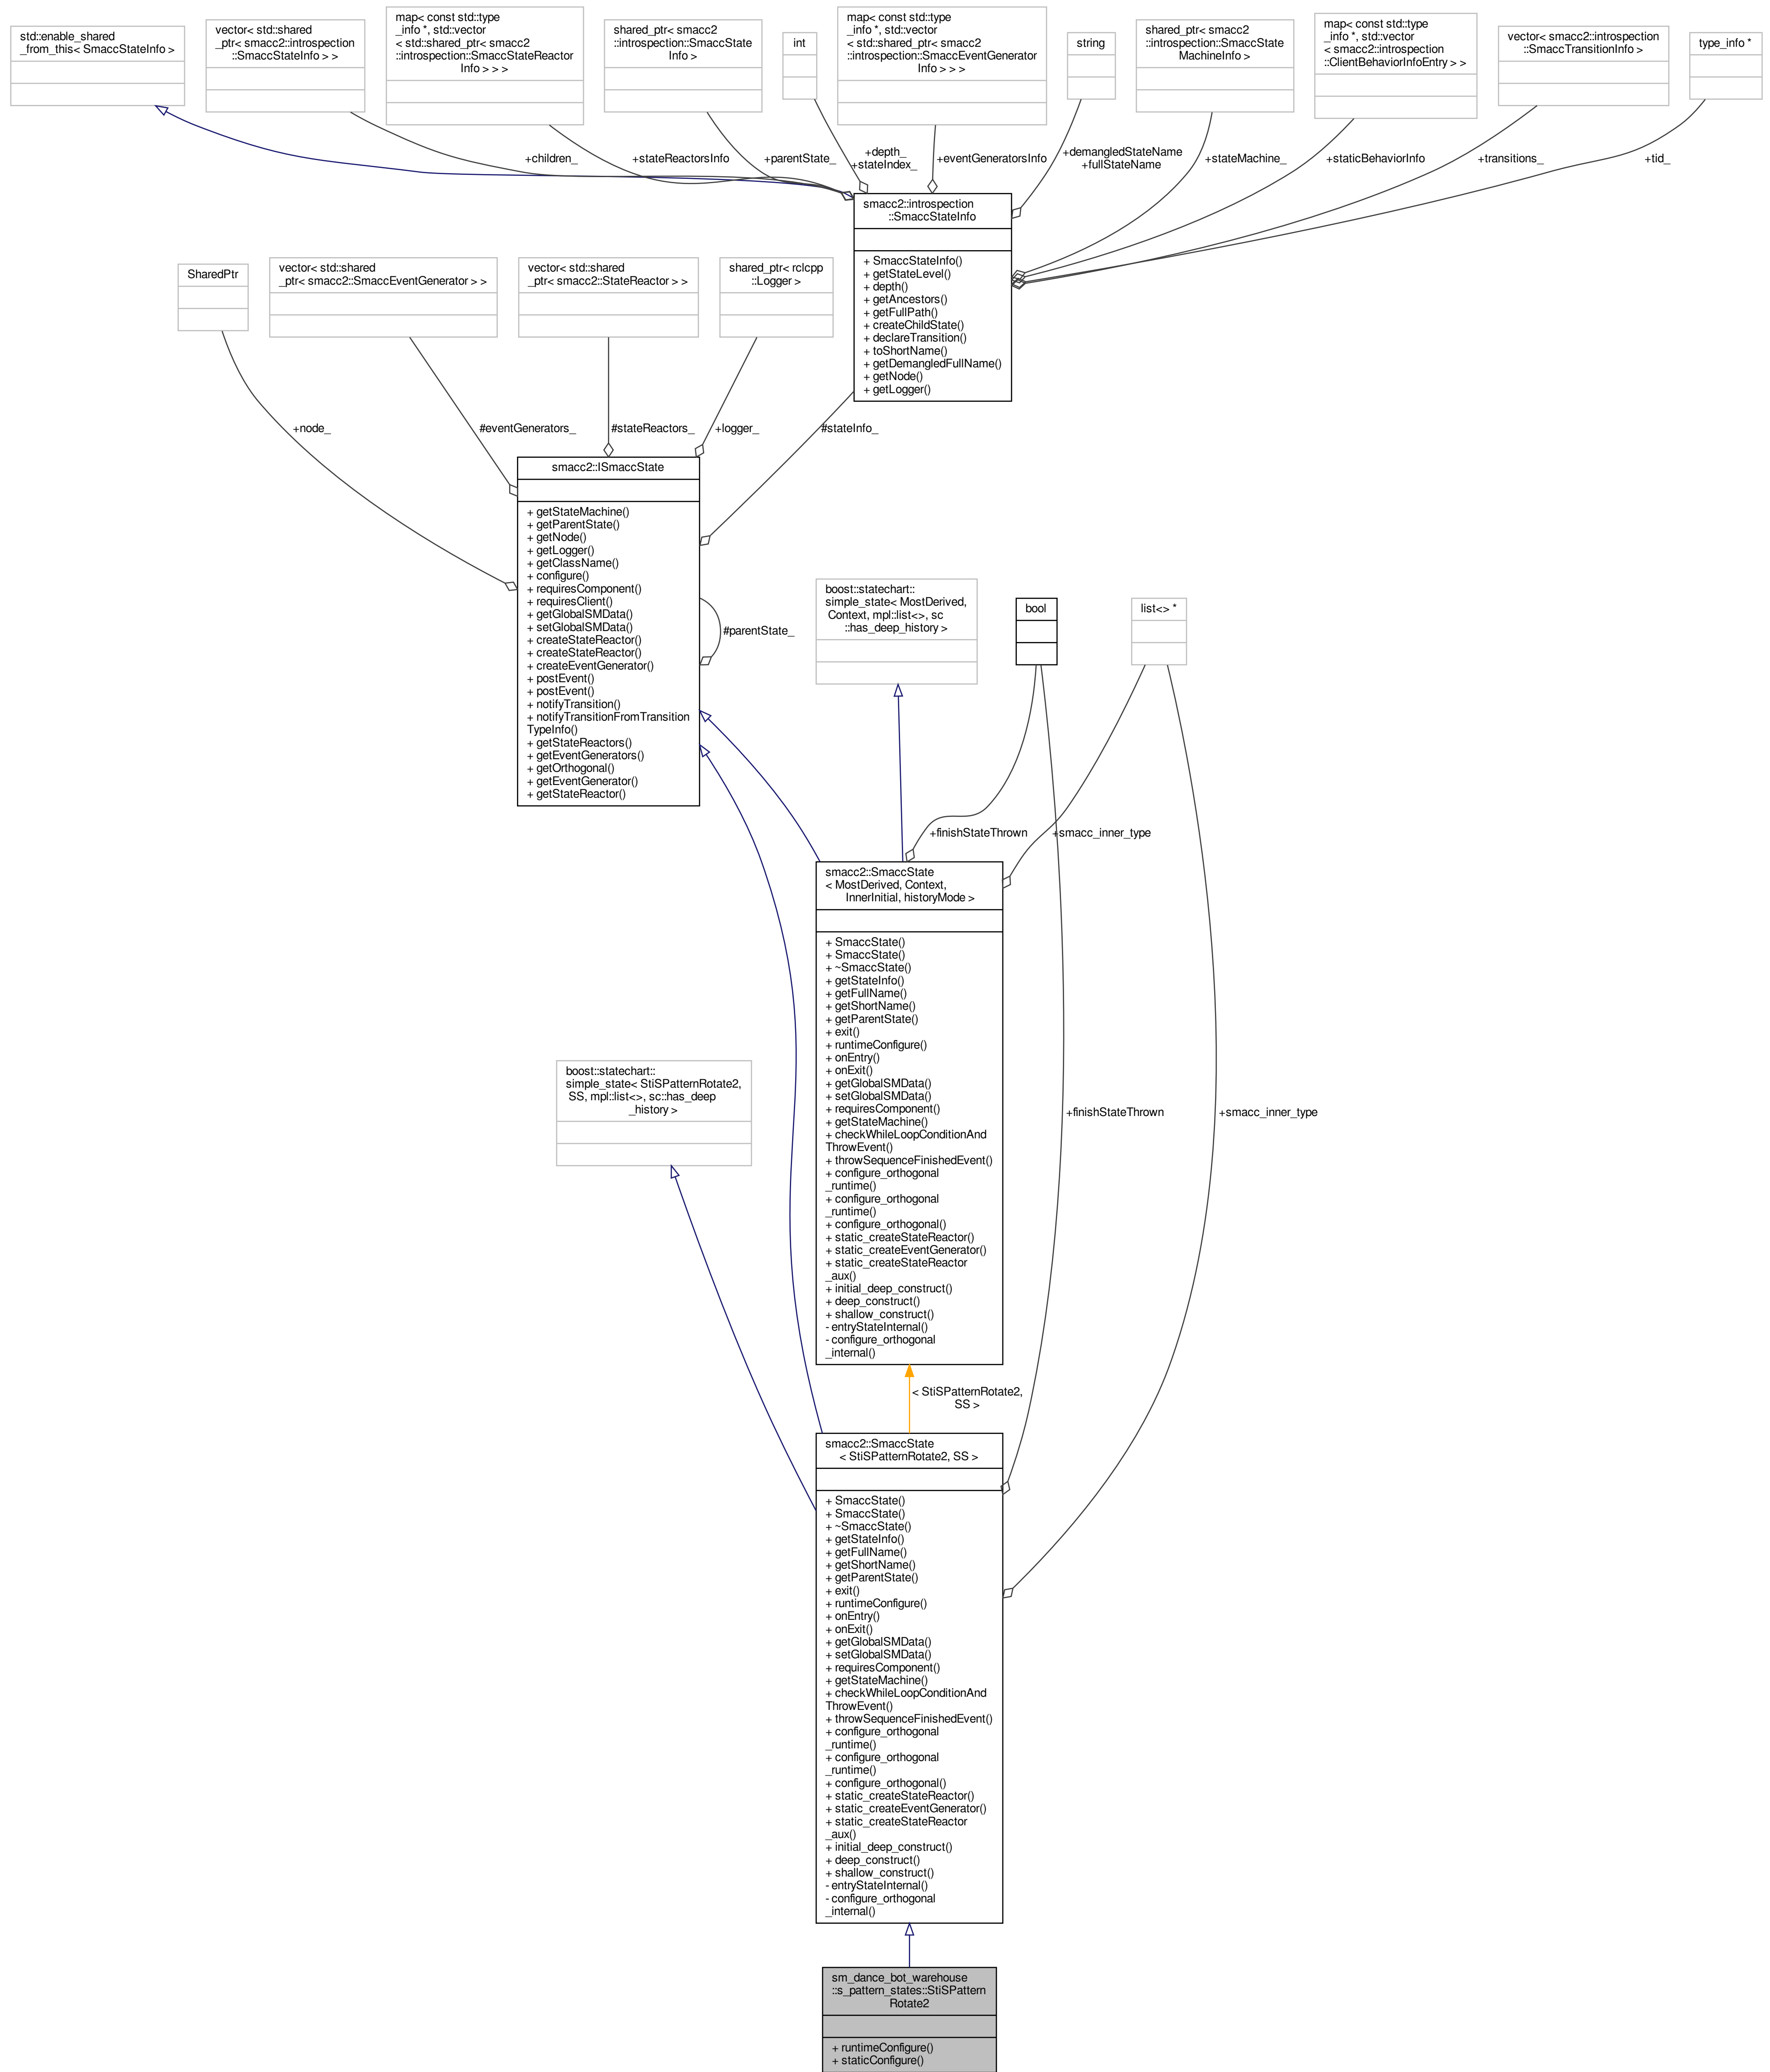 std::enable_shared
_from_this< SmaccStateInfo >
vector< std::shared
_ptr< smacc2::introspection
::SmaccStateInfo > >
map< const std::type
_info *, std::vector
< std::shared_ptr< smacc2
::introspection::SmaccStateReactor
Info > > >
shared_ptr< smacc2
::introspection::SmaccState
Info >
int
map< const std::type
_info *, std::vector
< std::shared_ptr< smacc2
::introspection::SmaccEventGenerator
Info > > >
string
shared_ptr< smacc2
::introspection::SmaccState
MachineInfo >
map< const std::type
_info *, std::vector
< smacc2::introspection
::ClientBehaviorInfoEntry > >
vector< smacc2::introspection
::SmaccTransitionInfo >
type_info *
+children_
+stateReactorsInfo
+parentState_
+depth_
+stateIndex_
+eventGeneratorsInfo
+demangledStateName
+fullStateName
+stateMachine_
+staticBehaviorInfo
+transitions_
+tid_
smacc2::introspection
::SmaccStateInfo
+ SmaccStateInfo()
+ getStateLevel()
+ depth()
+ getAncestors()
+ getFullPath()
+ createChildState()
+ declareTransition()
+ toShortName()
+ getDemangledFullName()
+ getNode()
+ getLogger()
SharedPtr
vector< std::shared
_ptr< smacc2::SmaccEventGenerator > >
vector< std::shared
_ptr< smacc2::StateReactor > >
shared_ptr< rclcpp
::Logger >
+node_
#eventGenerators_
#stateReactors_
+logger_
#stateInfo_
smacc2::ISmaccState
+ getStateMachine()
+ getParentState()
+ getNode()
+ getLogger()
+ getClassName()
+ configure()
+ requiresComponent()
+ requiresClient()
+ getGlobalSMData()
+ setGlobalSMData()
+ createStateReactor()
+ createStateReactor()
+ createEventGenerator()
+ postEvent()
+ postEvent()
+ notifyTransition()
+ notifyTransitionFromTransition
TypeInfo()
+ getStateReactors()
+ getEventGenerators()
+ getOrthogonal()
+ getEventGenerator()
+ getStateReactor()
#parentState_
boost::statechart::
simple_state< MostDerived,
Context, mpl::list<>, sc
::has_deep_history >
bool
list<> *
+finishStateThrown
+smacc_inner_type
smacc2::SmaccState
< MostDerived, Context,
InnerInitial, historyMode >
+ SmaccState()
+ SmaccState()
+ ~SmaccState()
+ getStateInfo()
+ getFullName()
+ getShortName()
+ getParentState()
+ exit()
+ runtimeConfigure()
+ onEntry()
+ onExit()
+ getGlobalSMData()
+ setGlobalSMData()
+ requiresComponent()
+ getStateMachine()
+ checkWhileLoopConditionAnd
ThrowEvent()
+ throwSequenceFinishedEvent()
+ configure_orthogonal
_runtime()
+ configure_orthogonal
_runtime()
+ configure_orthogonal()
+ static_createStateReactor()
+ static_createEventGenerator()
+ static_createStateReactor
_aux()
+ initial_deep_construct()
+ deep_construct()
+ shallow_construct()
- entryStateInternal()
- configure_orthogonal
_internal()
boost::statechart::
simple_state< StiSPatternRotate2,
SS, mpl::list<>, sc::has_deep
_history >
+finishStateThrown
+smacc_inner_type
< StiSPatternRotate2,
SS >
smacc2::SmaccState
< StiSPatternRotate2, SS >
+ SmaccState()
+ SmaccState()
+ ~SmaccState()
+ getStateInfo()
+ getFullName()
+ getShortName()
+ getParentState()
+ exit()
+ runtimeConfigure()
+ onEntry()
+ onExit()
+ getGlobalSMData()
+ setGlobalSMData()
+ requiresComponent()
+ getStateMachine()
+ checkWhileLoopConditionAnd
ThrowEvent()
+ throwSequenceFinishedEvent()
+ configure_orthogonal
_runtime()
+ configure_orthogonal
_runtime()
+ configure_orthogonal()
+ static_createStateReactor()
+ static_createEventGenerator()
+ static_createStateReactor
_aux()
+ initial_deep_construct()
+ deep_construct()
+ shallow_construct()
- entryStateInternal()
- configure_orthogonal
_internal()
sm_dance_bot_warehouse
::s_pattern_states::StiSPattern
Rotate2
+ runtimeConfigure()
+ staticConfigure()